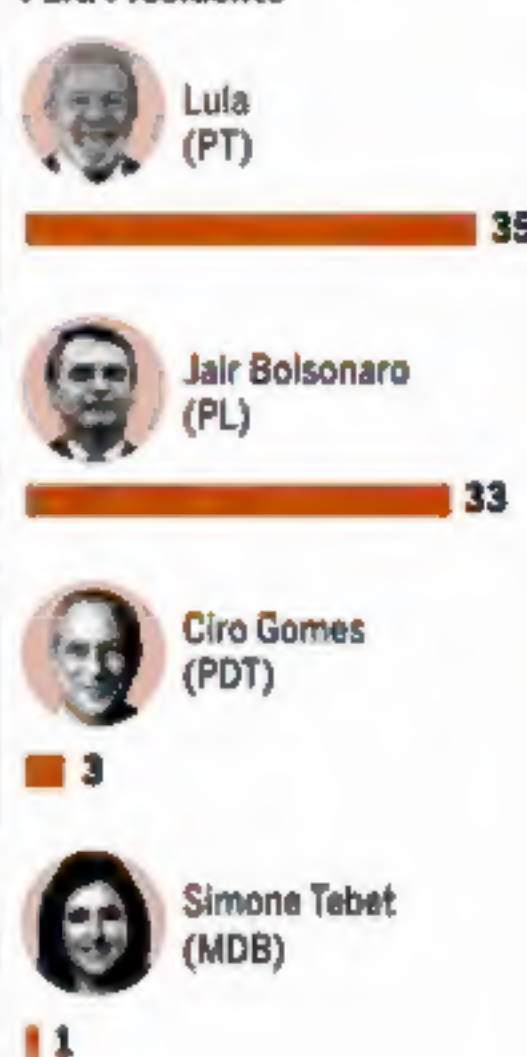 Lula
(PT)
35
Jair Bolsonaro
(PL)
33
Ciro Gomes
(PDT)
3
Simone Tebet
(MDB)
1